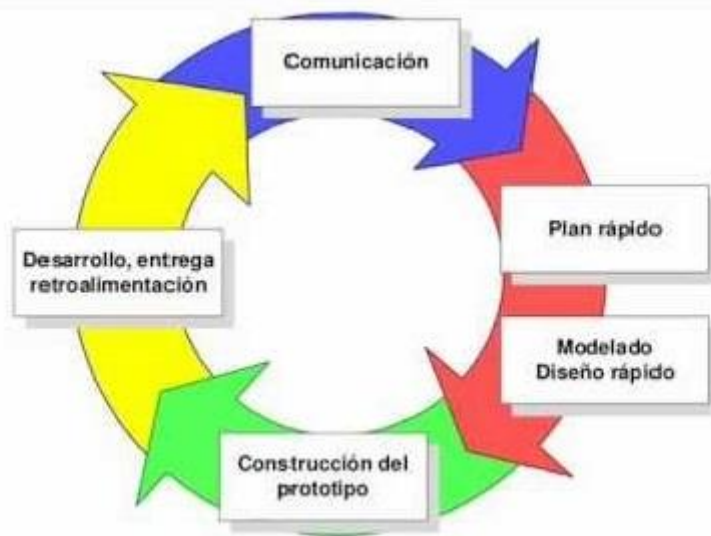 Comunicación
Plan rápido
Modelado
Diseño rápido
Construcción del
prototipo
Desarrollo, entrega
retroalimentación